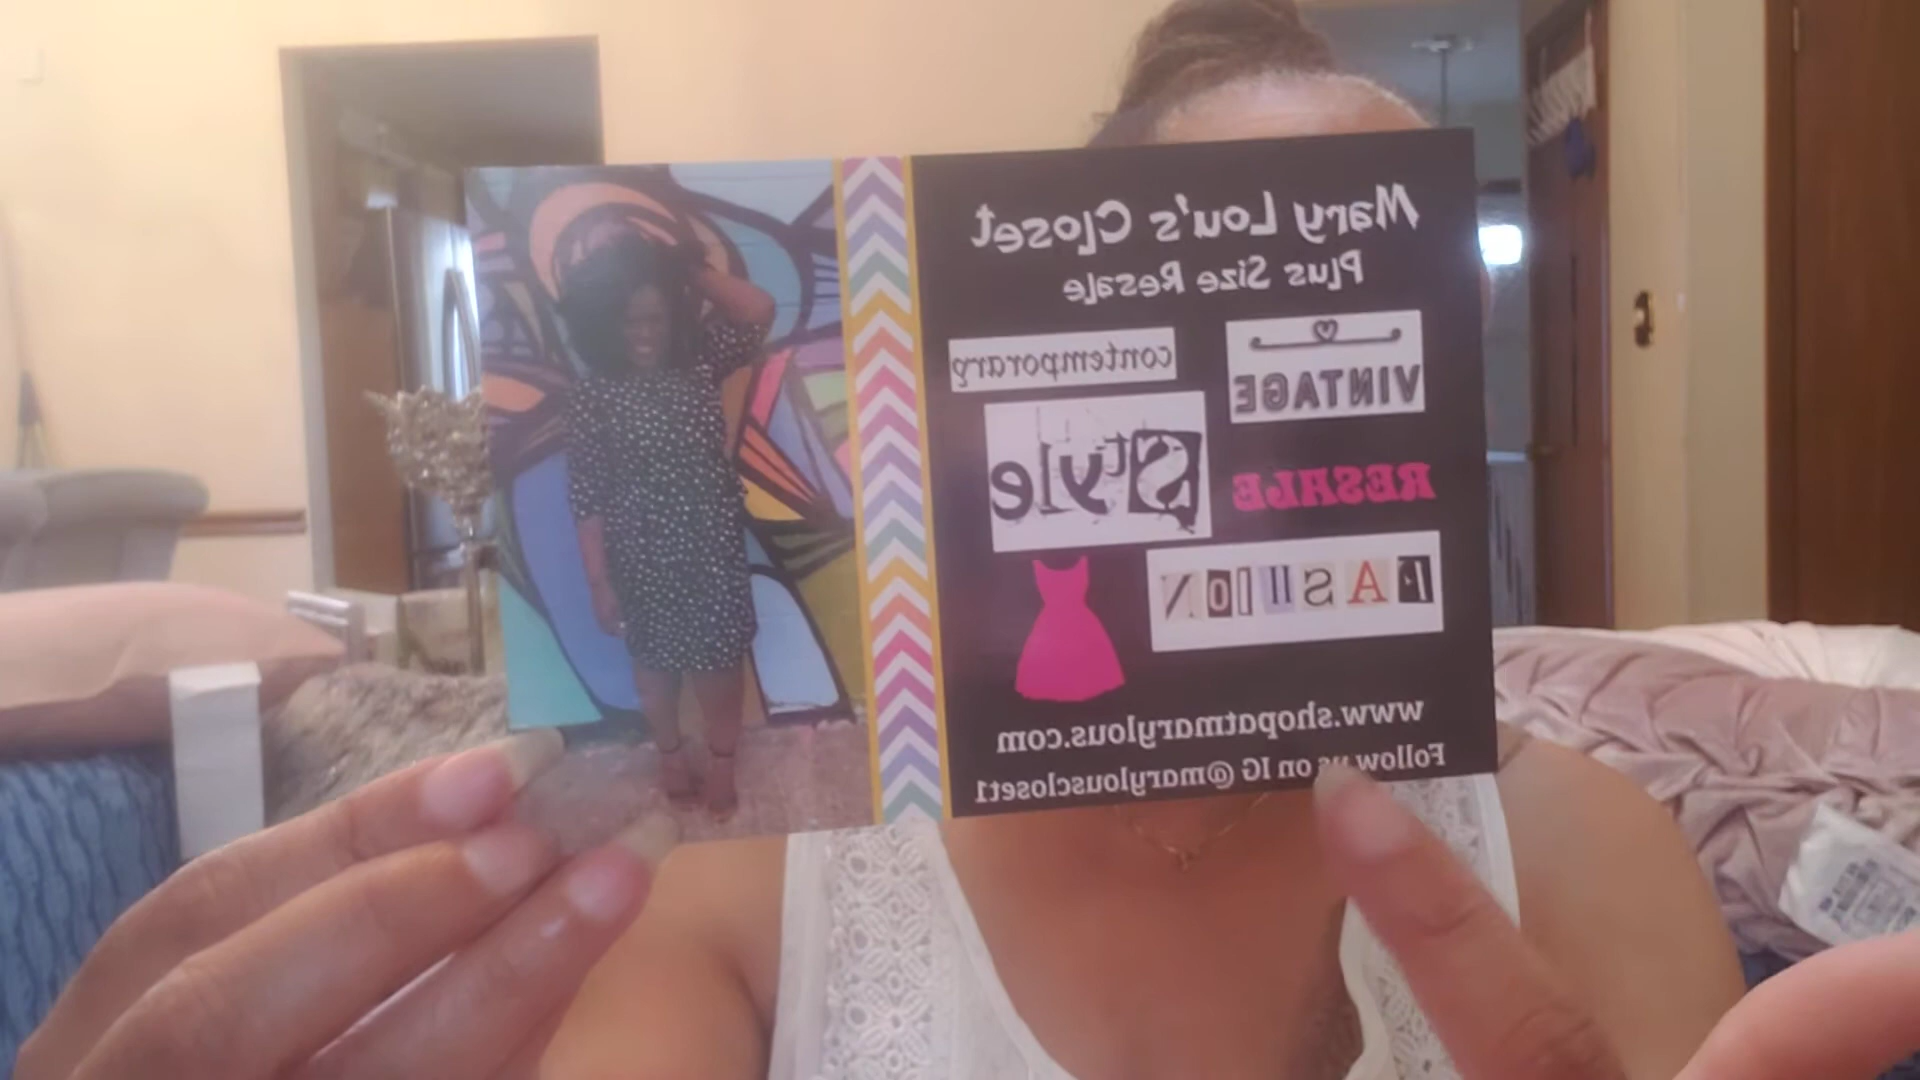 Mary Lou's Closet
Plus Size Resale
VINTAGE
contemporary
Style
RESALE
FASHION
www.shopatmarylous.com
Follow us on IG @marylouscloset1